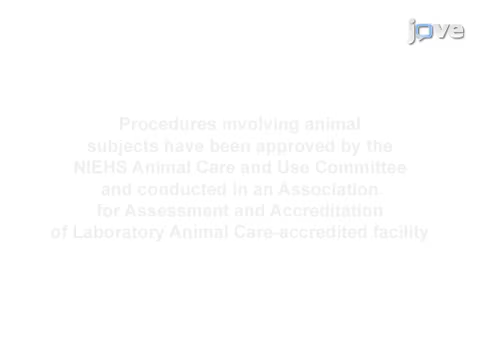 jove
Procedures involving animal
subjects have been approved by the
NIEHS Animal Care and Use Committee
and conducted in an Association
for Assessment and Accreditation
of Laboratory Animal Care-accredited facility